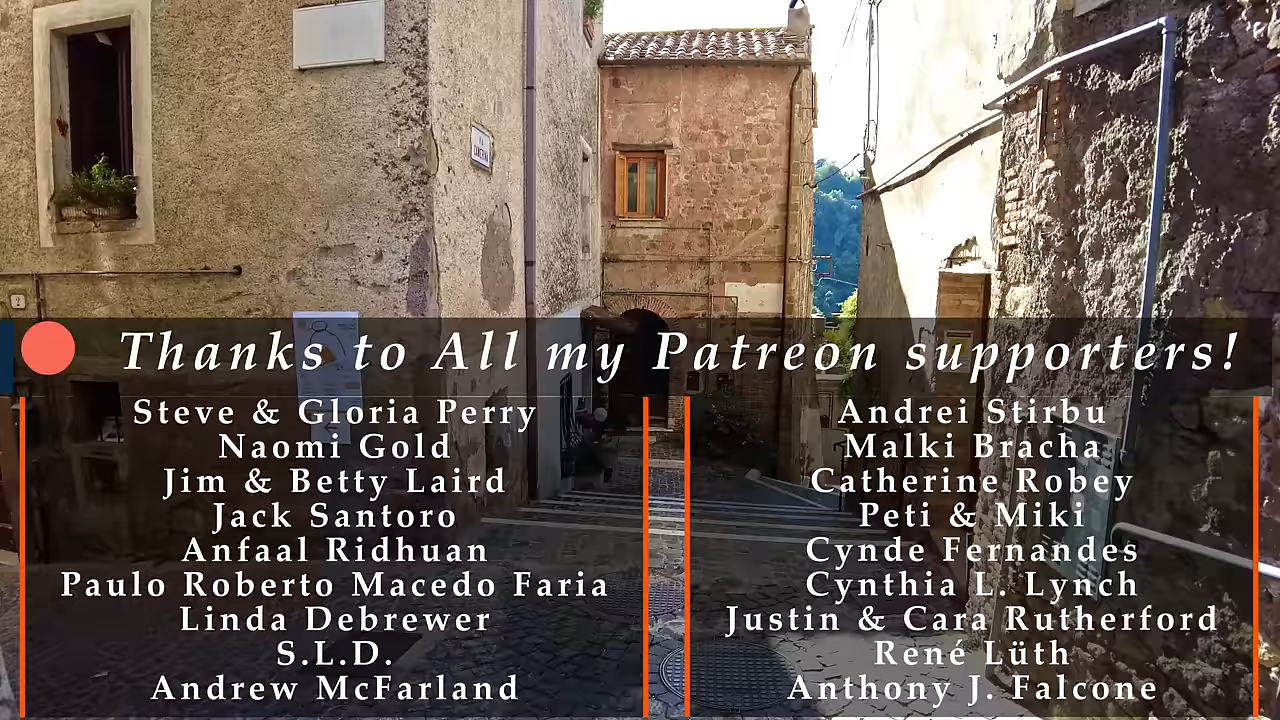 Thanks to All my Patreon supporters!
Steve & Gloria Perry
Naomi Gold
Jim & Betty Laird
Jack Santoro
Anfaal Ridhuan
Paulo Roberto Macedo Faria
Linda Debrewer
S.L.D.
Andrew McFarland
Andrei Stirbu
Malki Bracha
Catherine Robey
Peti & Miki
Cynde Fernandes
Cynthia L. Lynch
Justin & Cara Rutherford
René Lüth
Anthony J. Falcone